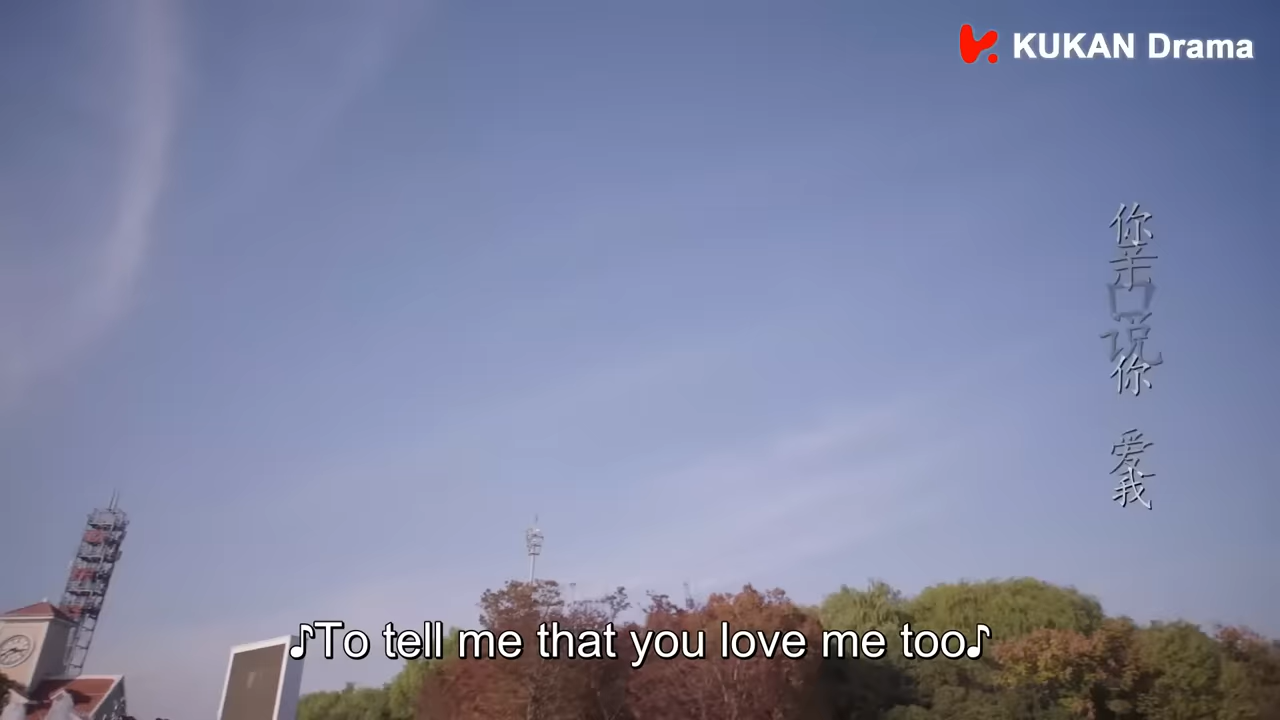 KUKAN Drama
你亲口说你 爱我
♪To tell me that you love me too♪